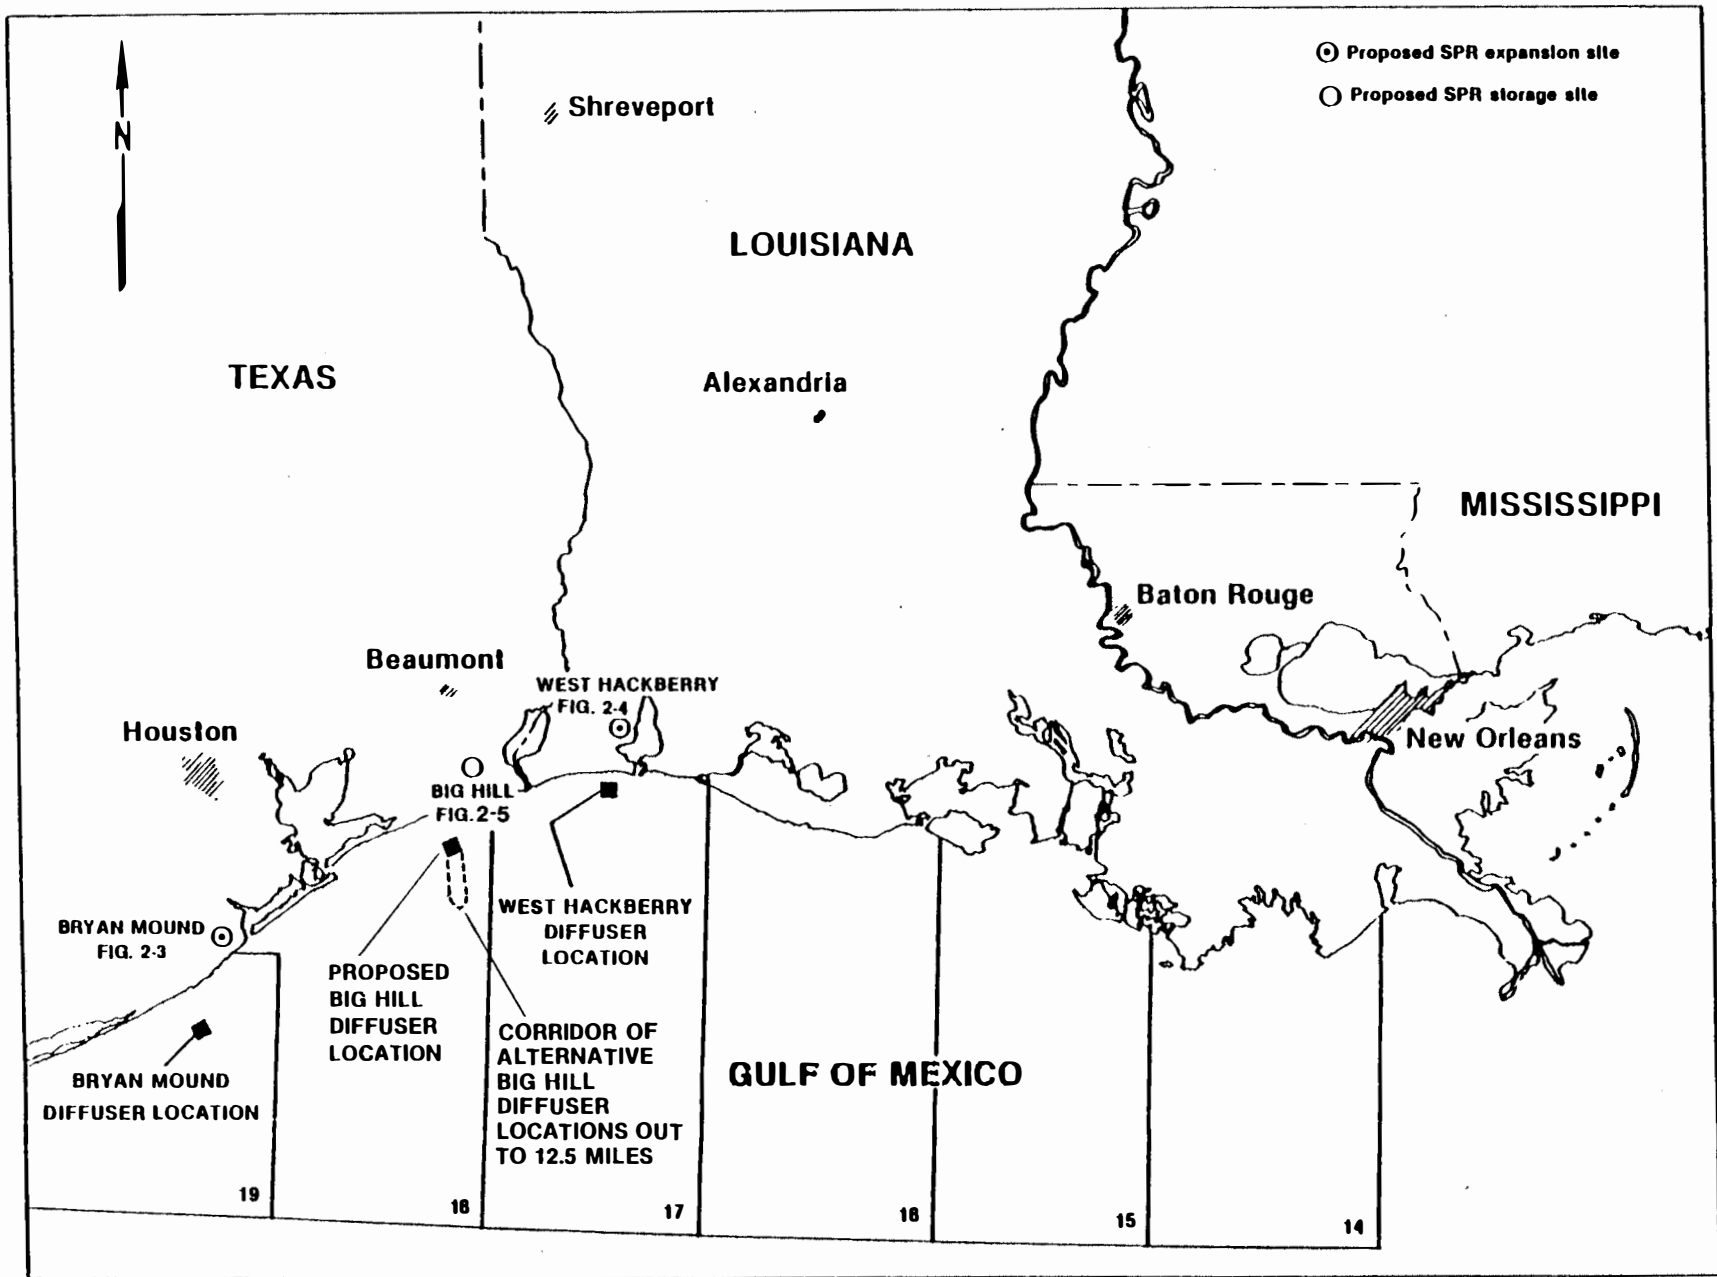 Proposed SPR expansion site
Proposed SPR storage site
N
Shreveport
LOUISIANA
TEXAS
Alexandria
MISSISSIPPI
Baton Rouge
Beaumont
WEST HACKBERRY
FIG. 2-4
Houston
New Orleans
BIG HILL
FIG. 2-5
BRYAN MOUND
FIG. 2-3
WEST HACKBERRY
DIFFUSER
LOCATION
PROPOSED
BIG HILL
DIFFUSER
LOCATION
CORRIDOR OF
ALTERNATIVE
BIG HILL
DIFFUSER
LOCATIONS OUT
TO 12.5 MILES
GULF OF MEXICO
BRYAN MOUND
DIFFUSER LOCATION
19
18
17
16
15
14